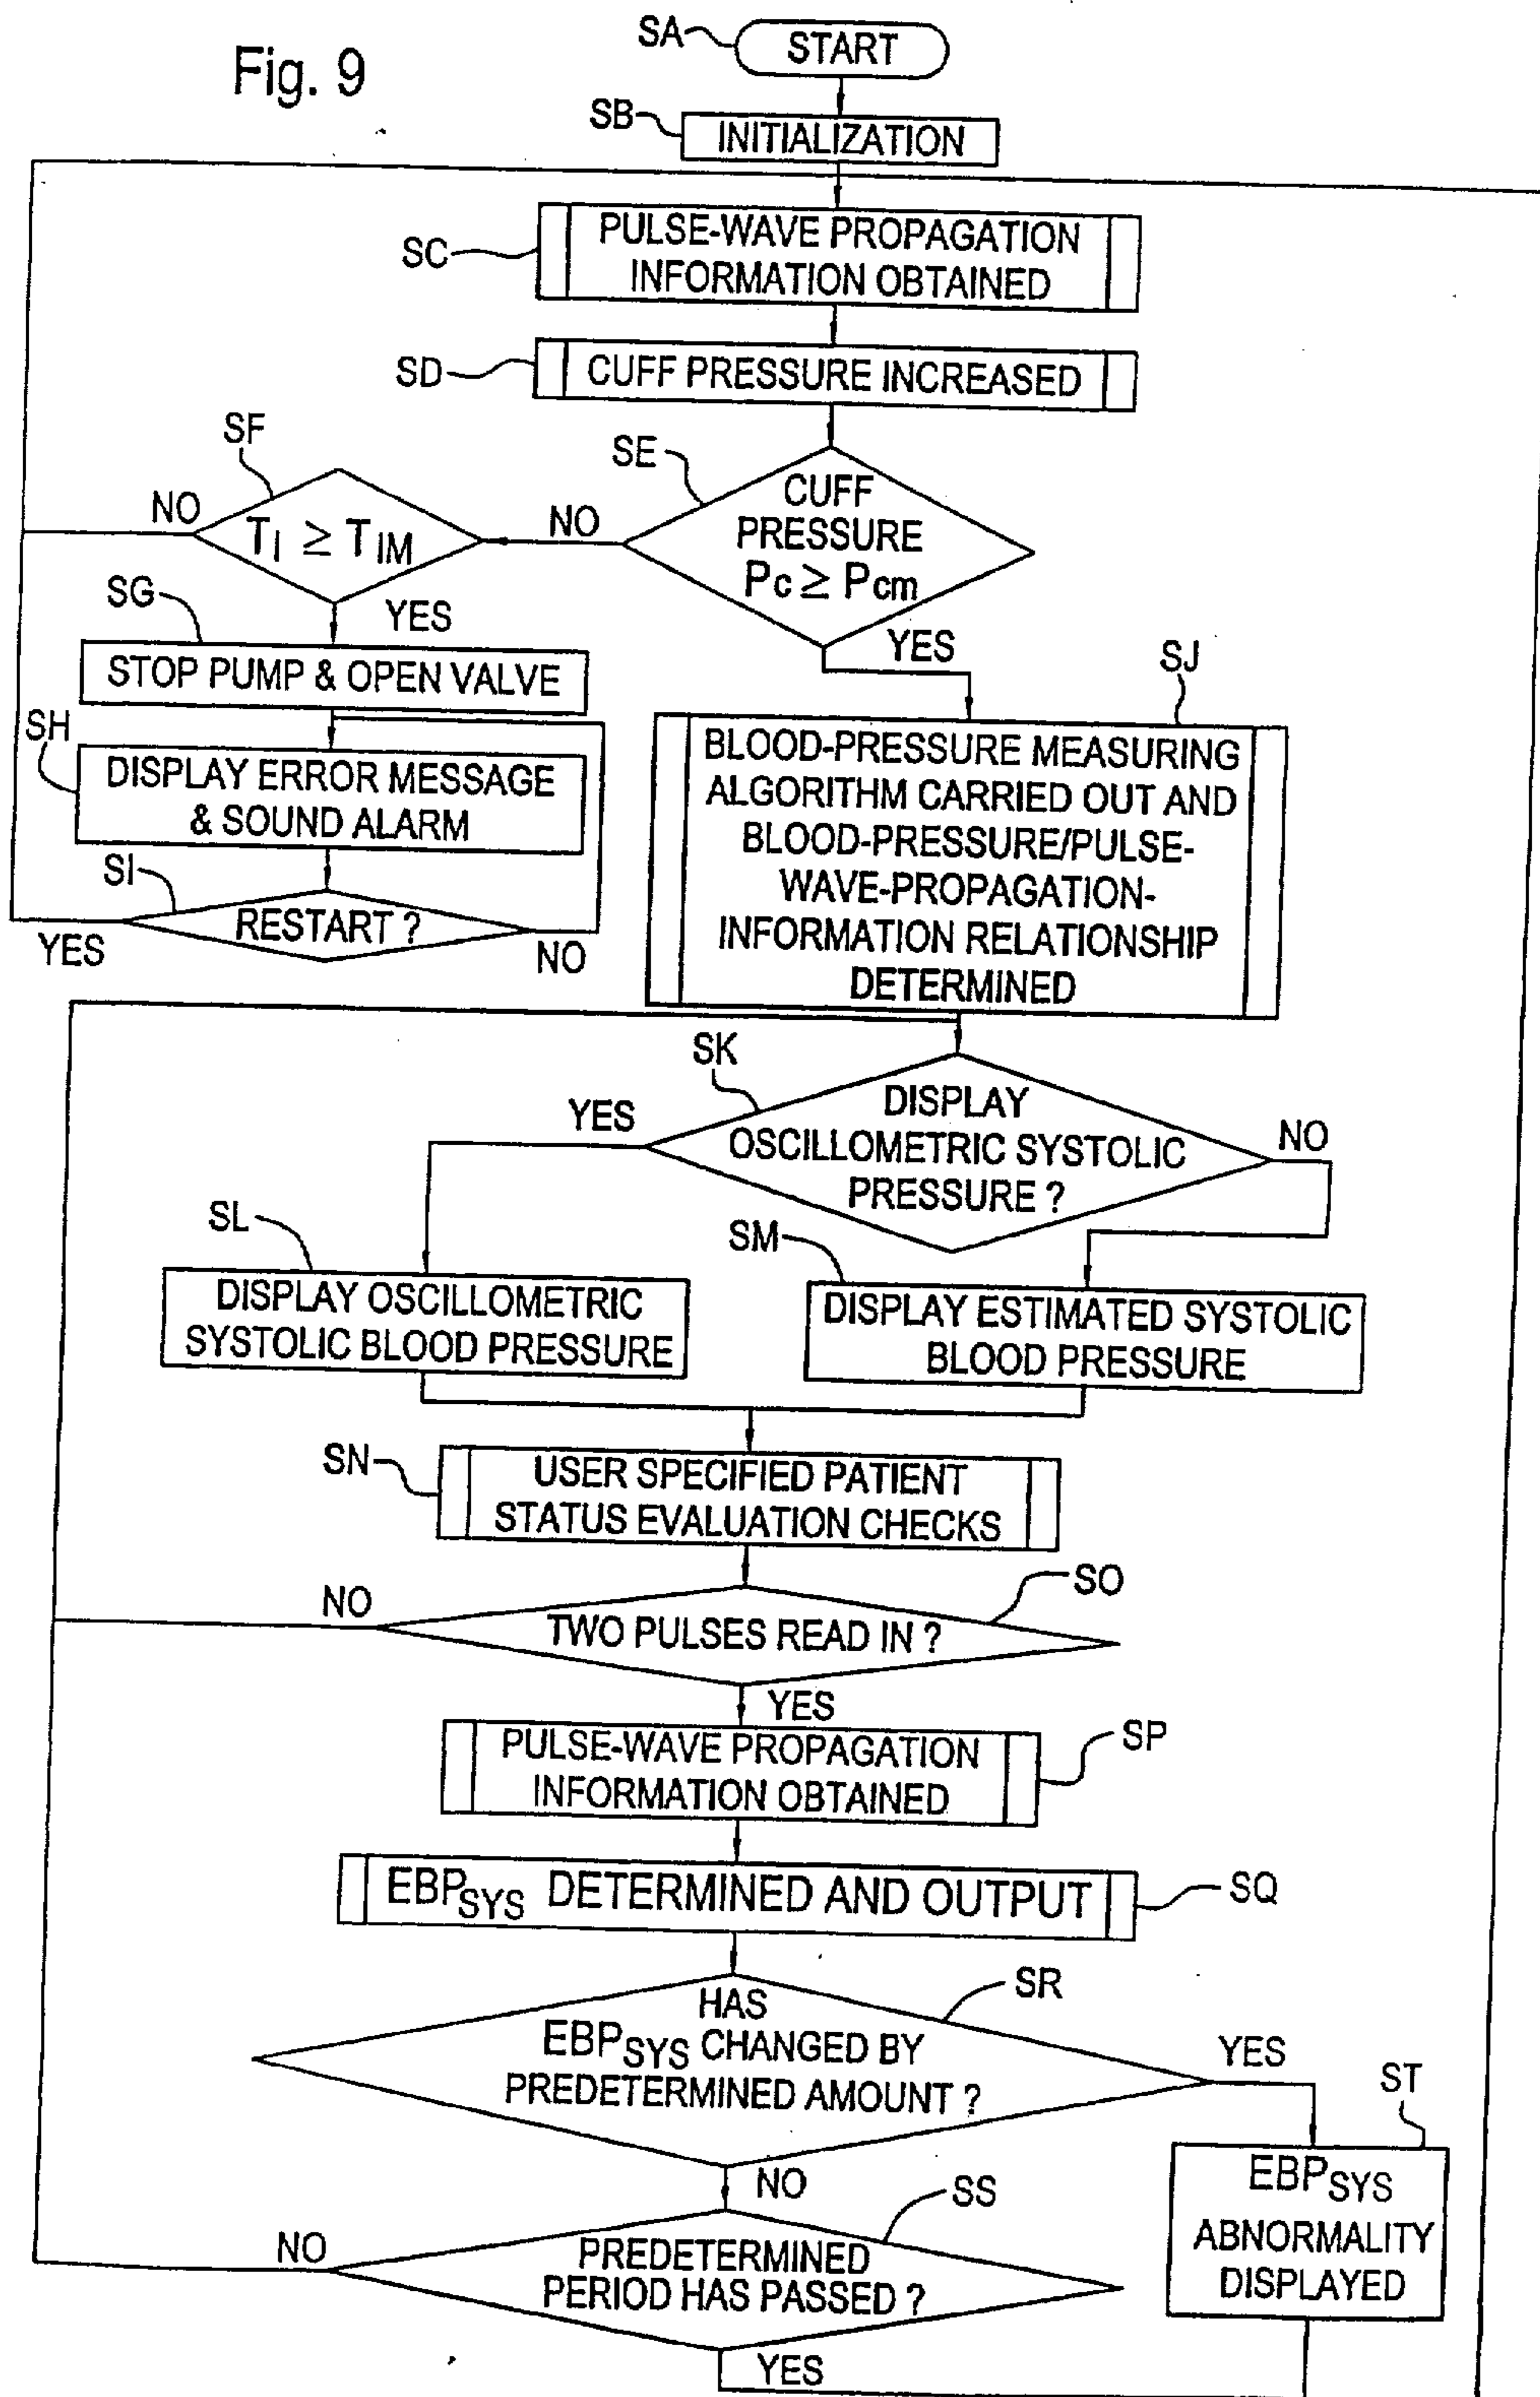 Fig. 9
SA
START
SB
INITIALIZATION
SC
PULSE-WAVE PROPAGATION
INFORMATION OBTAINED
SD
CUFF PRESSURE INCREASED
SE
CUFF
PRESSURE
Pc ≥ Pcm
NO
YES
SF
TI ≥ TIM
NO
YES
SG
STOP PUMP & OPEN VALVE
SH
DISPLAY ERROR MESSAGE
& SOUND ALARM
SI
RESTART ?
YES
NO
SJ
BLOOD-PRESSURE MEASURING
ALGORITHM CARRIED OUT AND
BLOOD-PRESSURE/PULSE-
WAVE-PROPAGATION-
INFORMATION RELATIONSHIP
DETERMINED
SK
DISPLAY
OSCILLOMETRIC SYSTOLIC
PRESSURE ?
YES
NO
SL
DISPLAY OSCILLOMETRIC
SYSTOLIC BLOOD PRESSURE
SM
DISPLAY ESTIMATED SYSTOLIC
BLOOD PRESSURE
SN
USER SPECIFIED PATIENT
STATUS EVALUATION CHECKS
SO
TWO PULSES READ IN ?
NO
YES
SP
PULSE-WAVE PROPAGATION
INFORMATION OBTAINED
SQ
EBPSYS DETERMINED AND OUTPUT
SR
HAS
EBPSYS CHANGED BY
PREDETERMINED AMOUNT ?
YES
NO
ST
EBPSYS
ABNORMALITY
DISPLAYED
SS
PREDETERMINED
PERIOD HAS PASSED ?
NO
YES